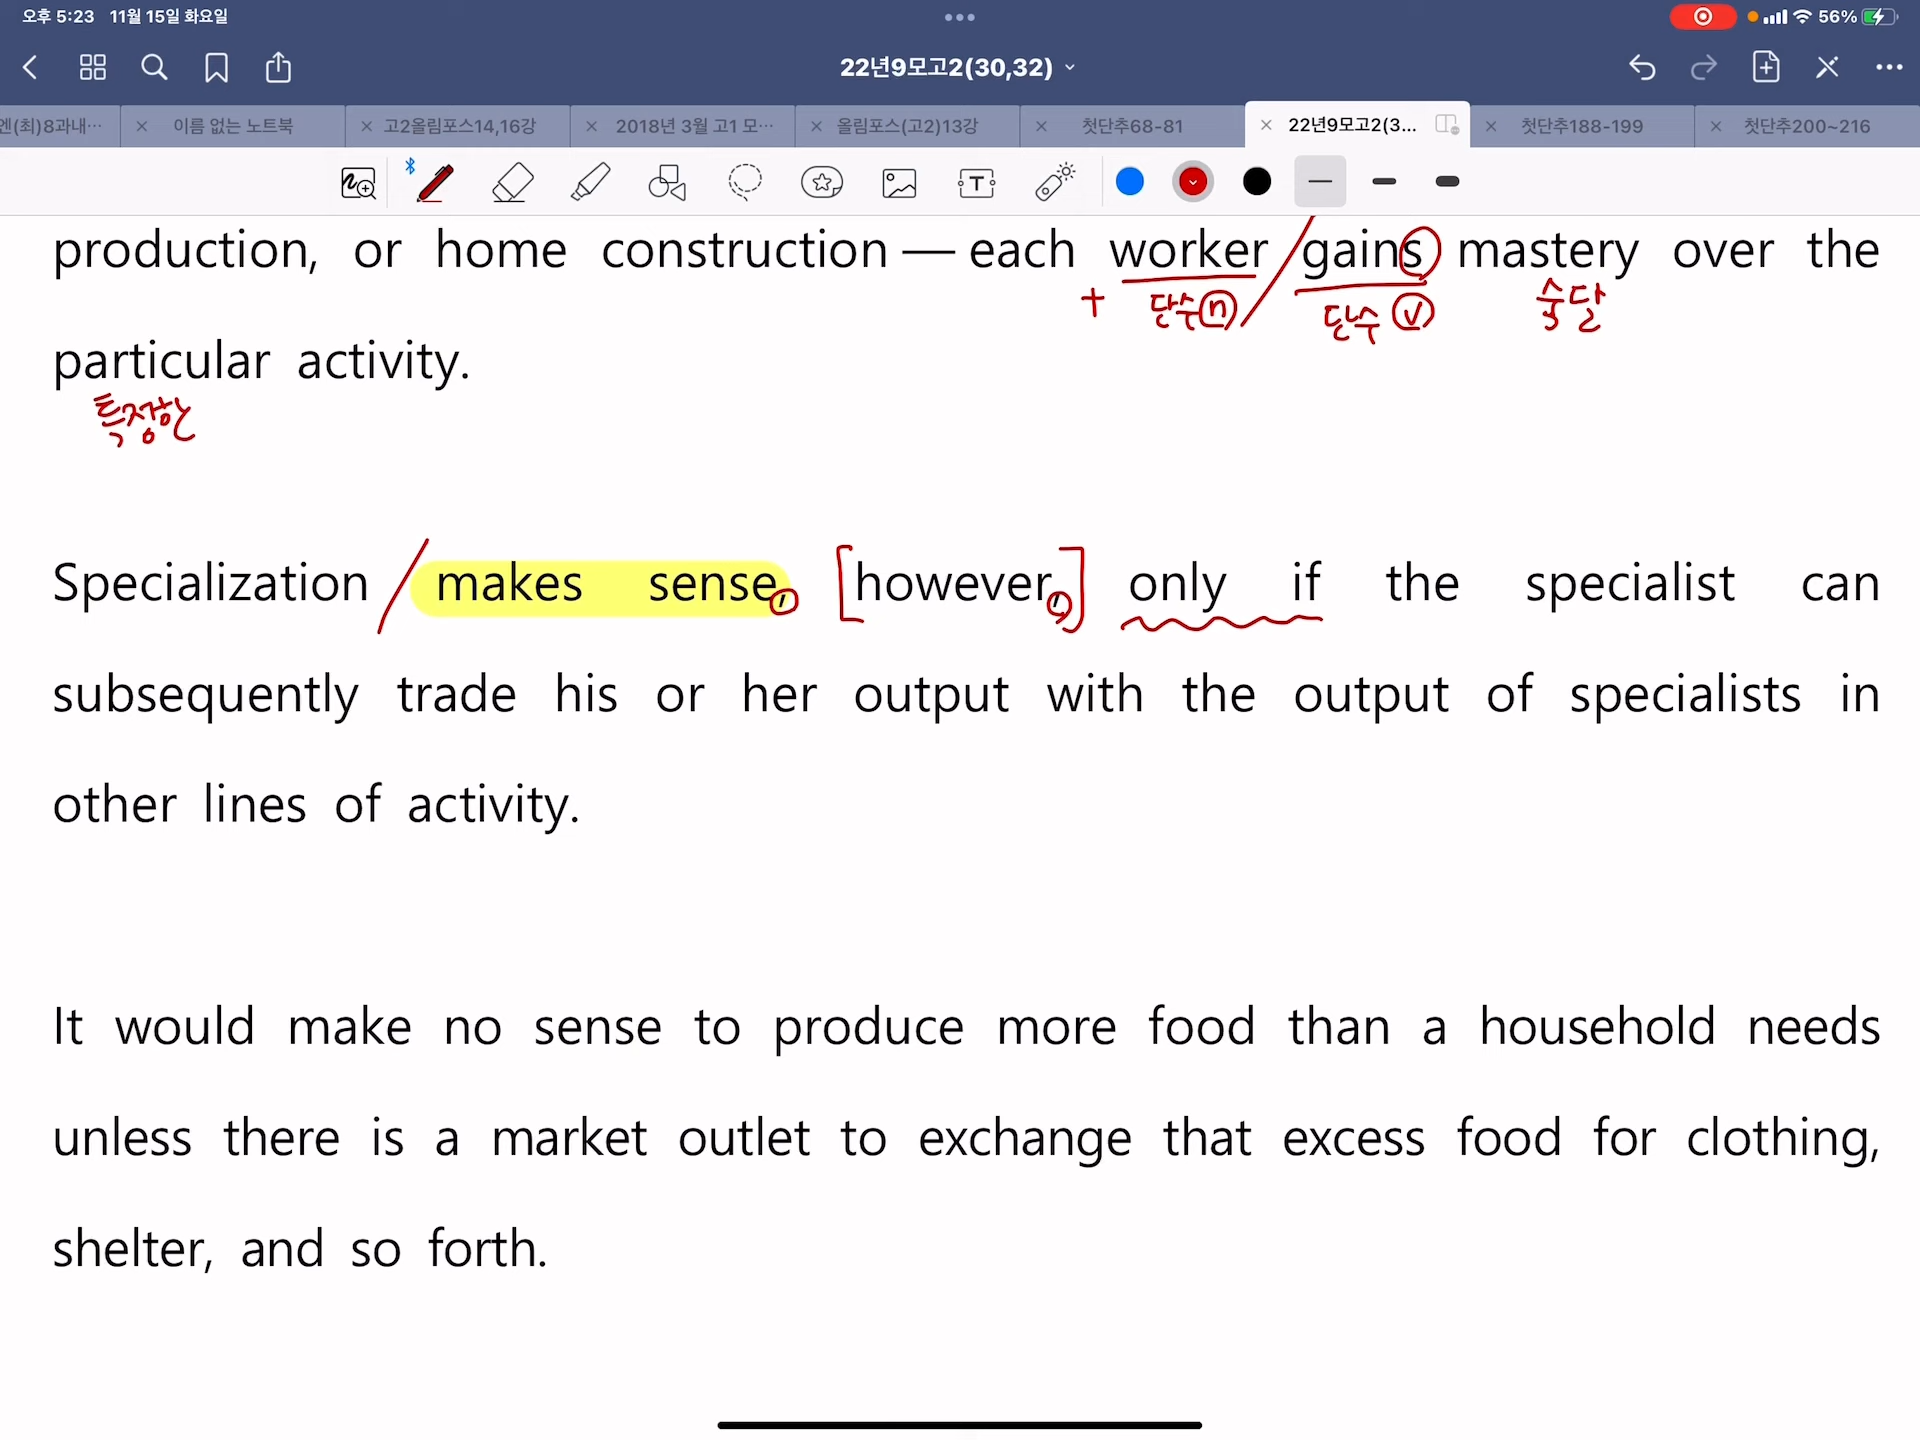 오후 5:23 11월 15일 화요일
56%
22년9모고2(30,32)
엔(최)8과내… 이름 없는 노트북 고2올림포스14,16강 2018년 3월 고1 모… 올림포스(고2)13강 첫단추68-81 22년9모고2(3... 첫단추188-199 첫단추200~216
production, or home construction — each worker / gains mastery over the
+ 단수ⓝ 단수ⓥ 숙달
particular activity.
특정한
Specialization / makes sense, [however,] only if the specialist can
subsequently trade his or her output with the output of specialists in
other lines of activity.
It would make no sense to produce more food than a household needs
unless there is a market outlet to exchange that excess food for clothing,
shelter, and so forth.